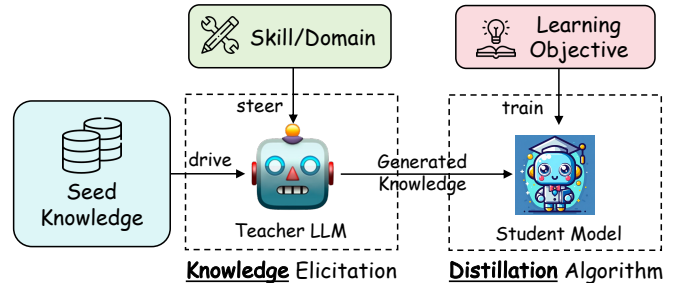 Skill/Domain
Learning
Objective
steer
train
Seed
Knowledge
drive
Generated
Knowledge
Teacher LLM
Student Model
Knowledge Elicitation
Distillation Algorithm